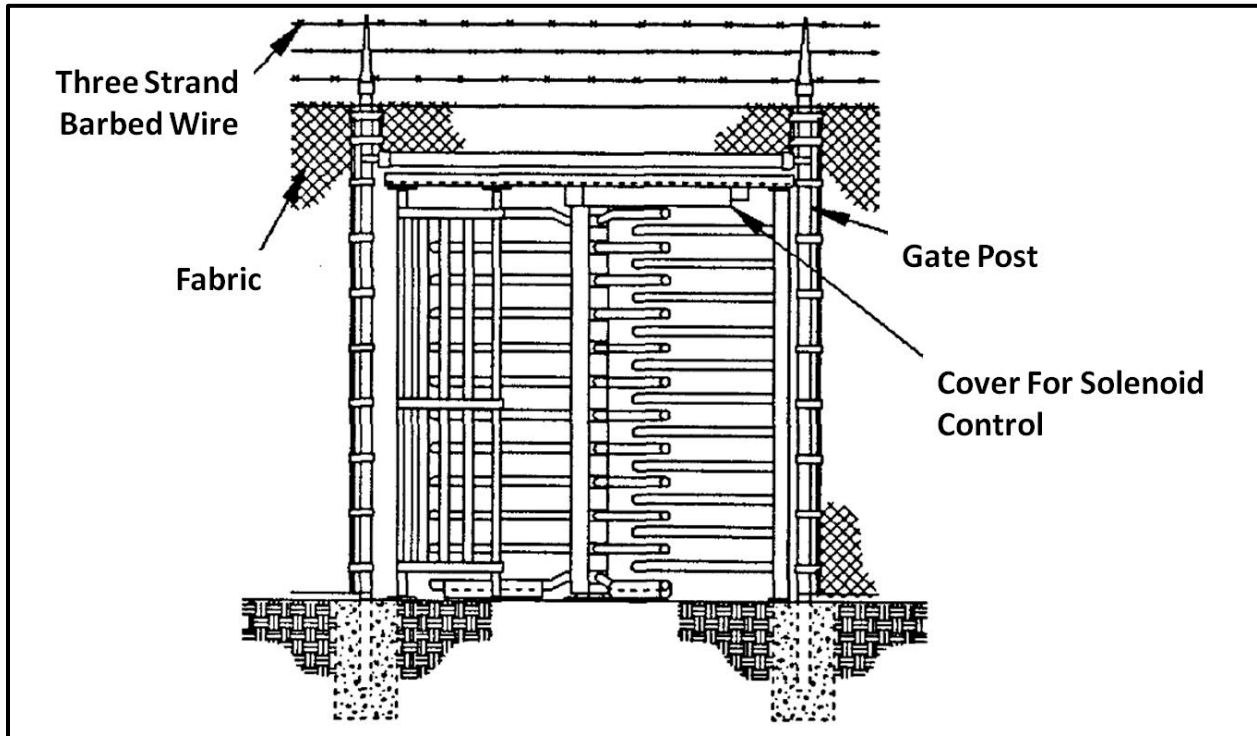 Three Strand
Barbed Wire
Fabric
Gate Post
Cover For Solenoid
Control